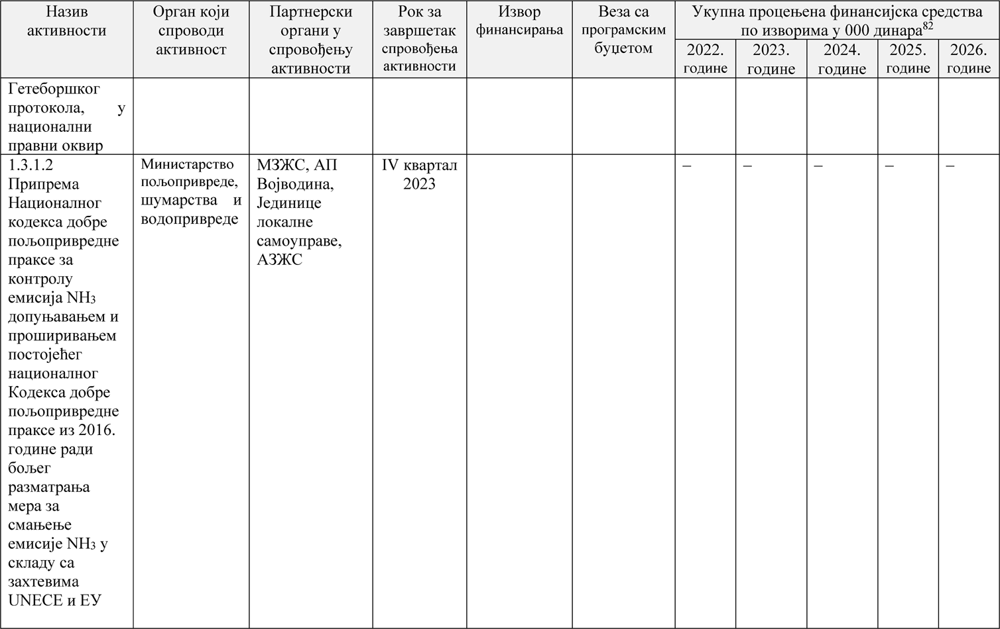 Назив
активности
Орган који
спроводи
активност
Партнерски
органи у
спровођењу
активности
Рок за
завршетак
спровођења
активности
Извор
финансирања
Веза са
програмским
буџетом
Укупна процењена финансијска средства
по изворима у 000 динара82
2022.
године
2023.
године
2024.
године
2025.
године
2026.
године
Гетеборшког
протокола, у
национални
правни оквир
1.3.1.2
Припрема
Националног
кодекса добре
пољопривредне
праксе за
контролу
емисија NH3
допуњавањем и
проширивањем
постојећег
националног
Кодекса добре
пољопривредне
праксе из 2016.
године ради
бољег
разматрања
мера за
смањење
емисије NH3 у
складу са
захтевима
UNECE и ЕУ
Министарство
пољопривреде,
шумарства и
водопривреде
МЗЖС, АП
Војводина,
Јединице
локалне
самоуправе,
АЗЖС
IV квартал
2023
–
–
–
–
–